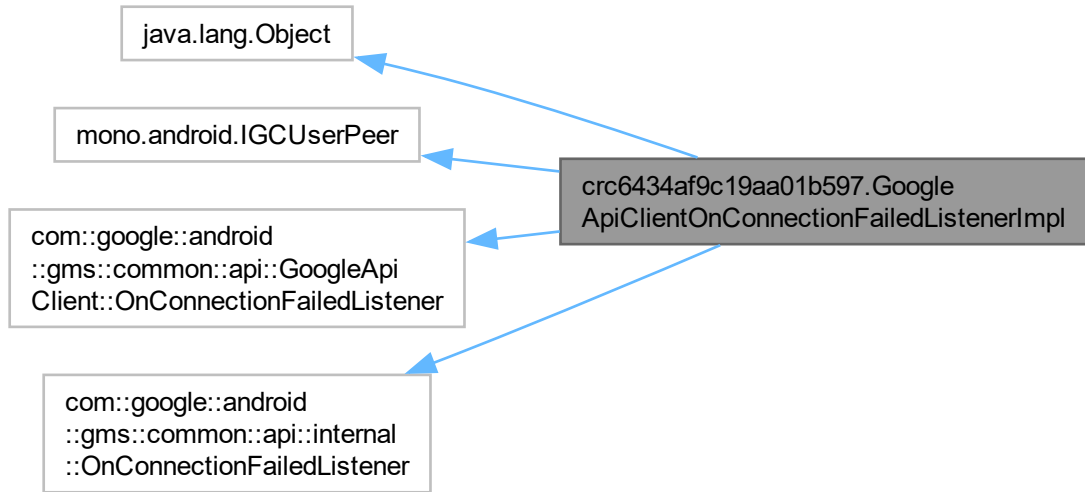 java.lang.Object
mono.android.IGCUserPeer
crc6434af9c19aa01b597.Google
ApiClientOnConnectionFailedListenerImpl
com::google::android
::gms::common::api::GoogleApi
Client::OnConnectionFailedListener
com::google::android
::gms::common::api::internal
::OnConnectionFailedListener